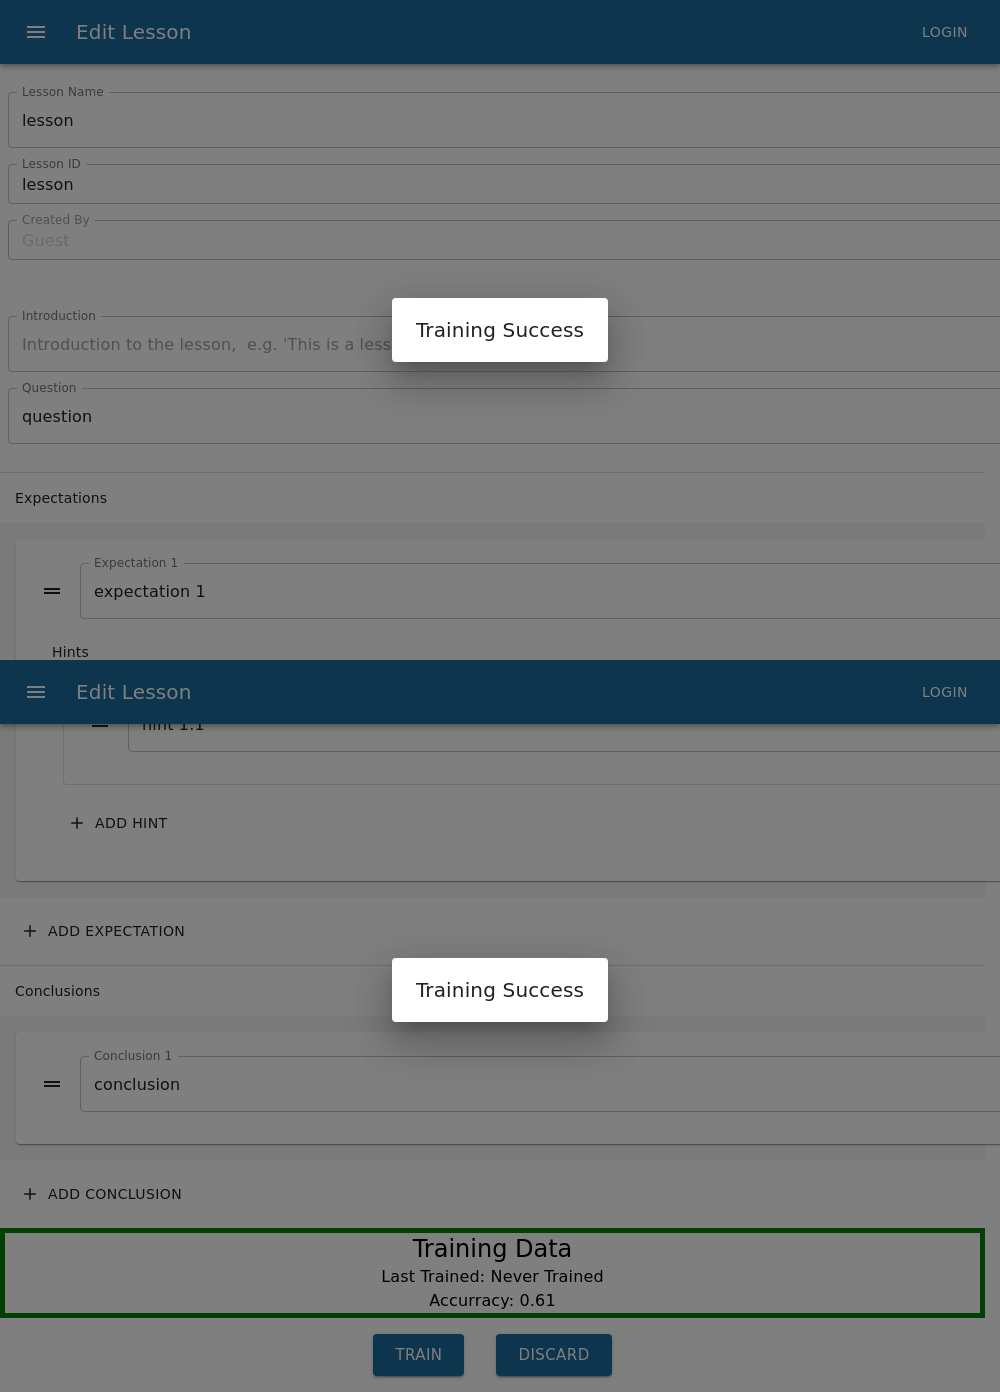 Edit Lesson
LOGIN
Lesson Name
lesson
Lesson ID
lesson
Created By
Guest
Introduction
Introduction to the lesson,  e.g. 'This is a less
Training Success
Question
question
Expectations
Expectation 1
expectation 1
Hints
Edit Lesson
LOGIN
hint 1.1
ADD HINT
ADD EXPECTATION
Conclusions
Training Success
Conclusion 1
conclusion
ADD CONCLUSION
Training Data
Last Trained: Never Trained
Accurracy: 0.61
TRAIN
DISCARD